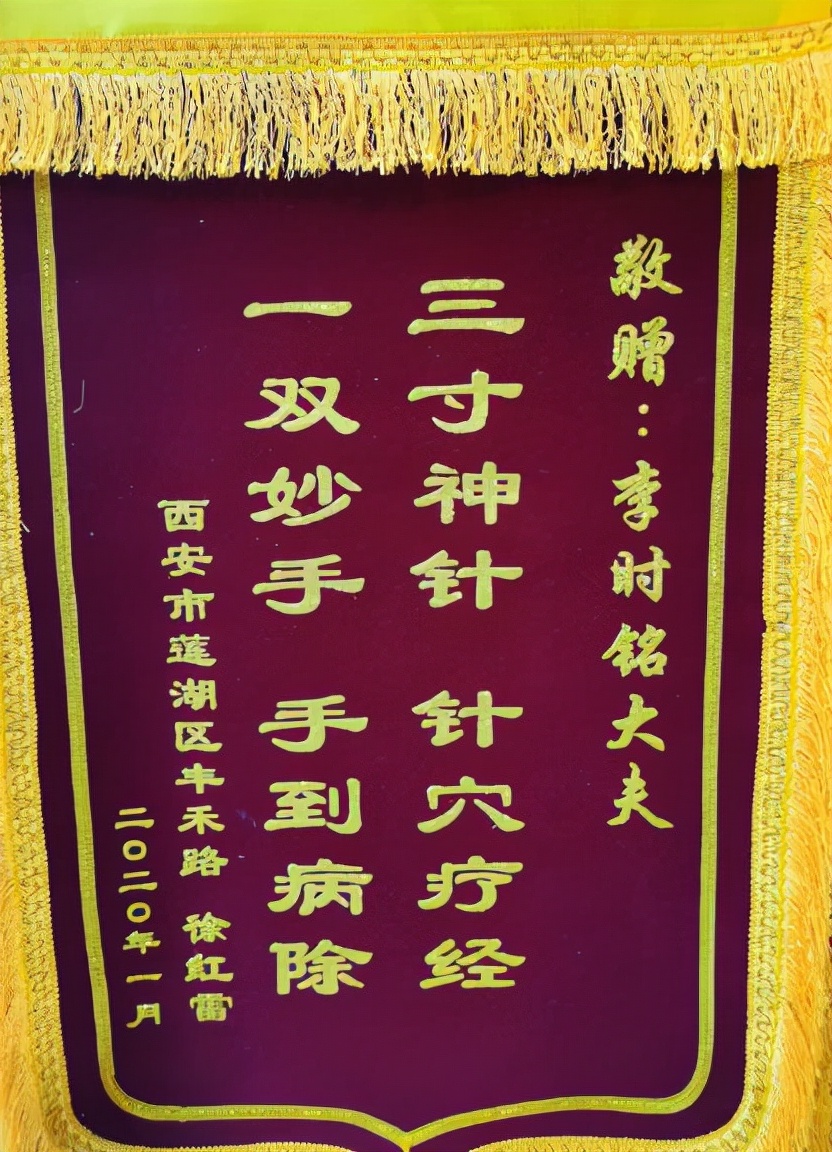 敬赠：李时铭大夫
三寸神针 针穴疗经
一双妙手 手到病除
西安市莲湖区丰禾路 徐红雷
二〇二〇年一月